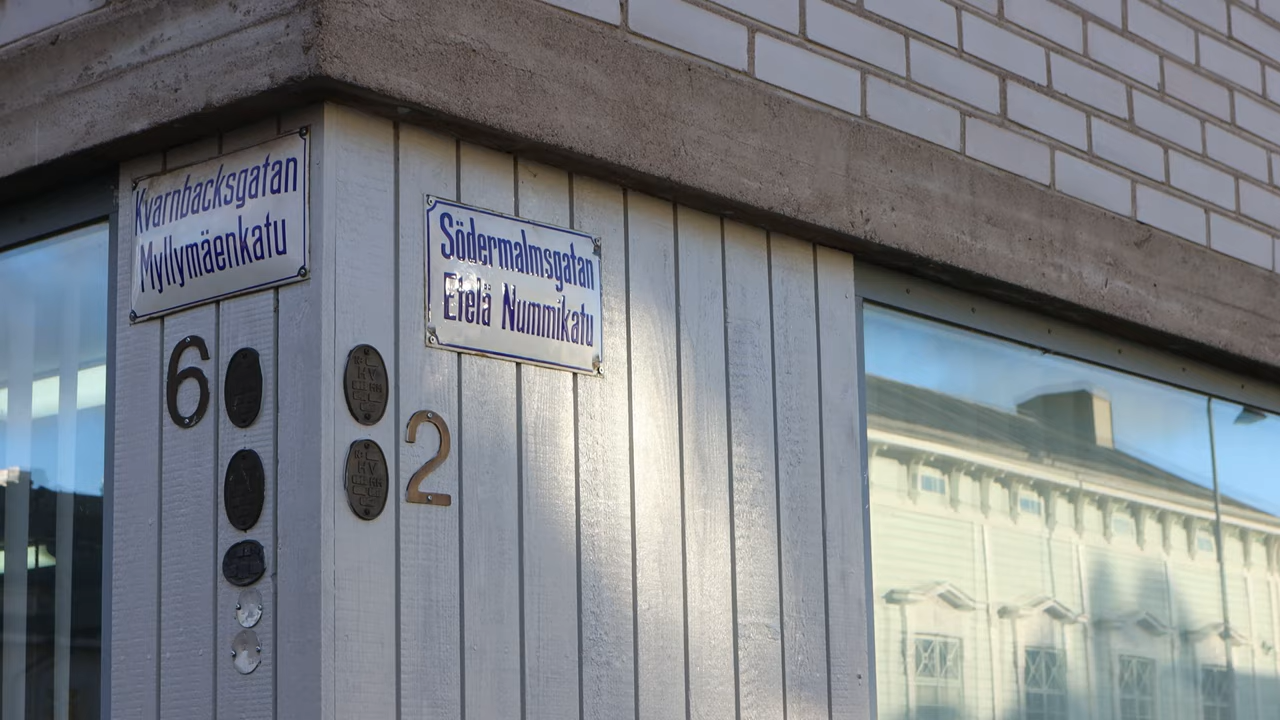 Kvarnbacksgatan
Myllymäenkatu
Södermalmsgatan
Etelä Nummikatu
6
2